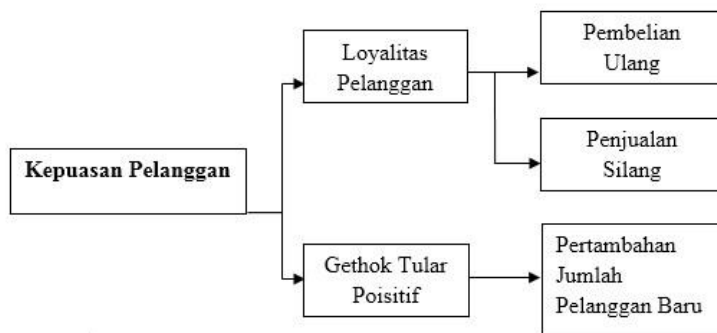 Kepuasan Pelanggan
Loyalitas
Pelanggan
Pembelian
Ulang
Penjualan
Silang
Gethok Tular
Poisitif
Pertambahan
Jumlah
Pelanggan Baru